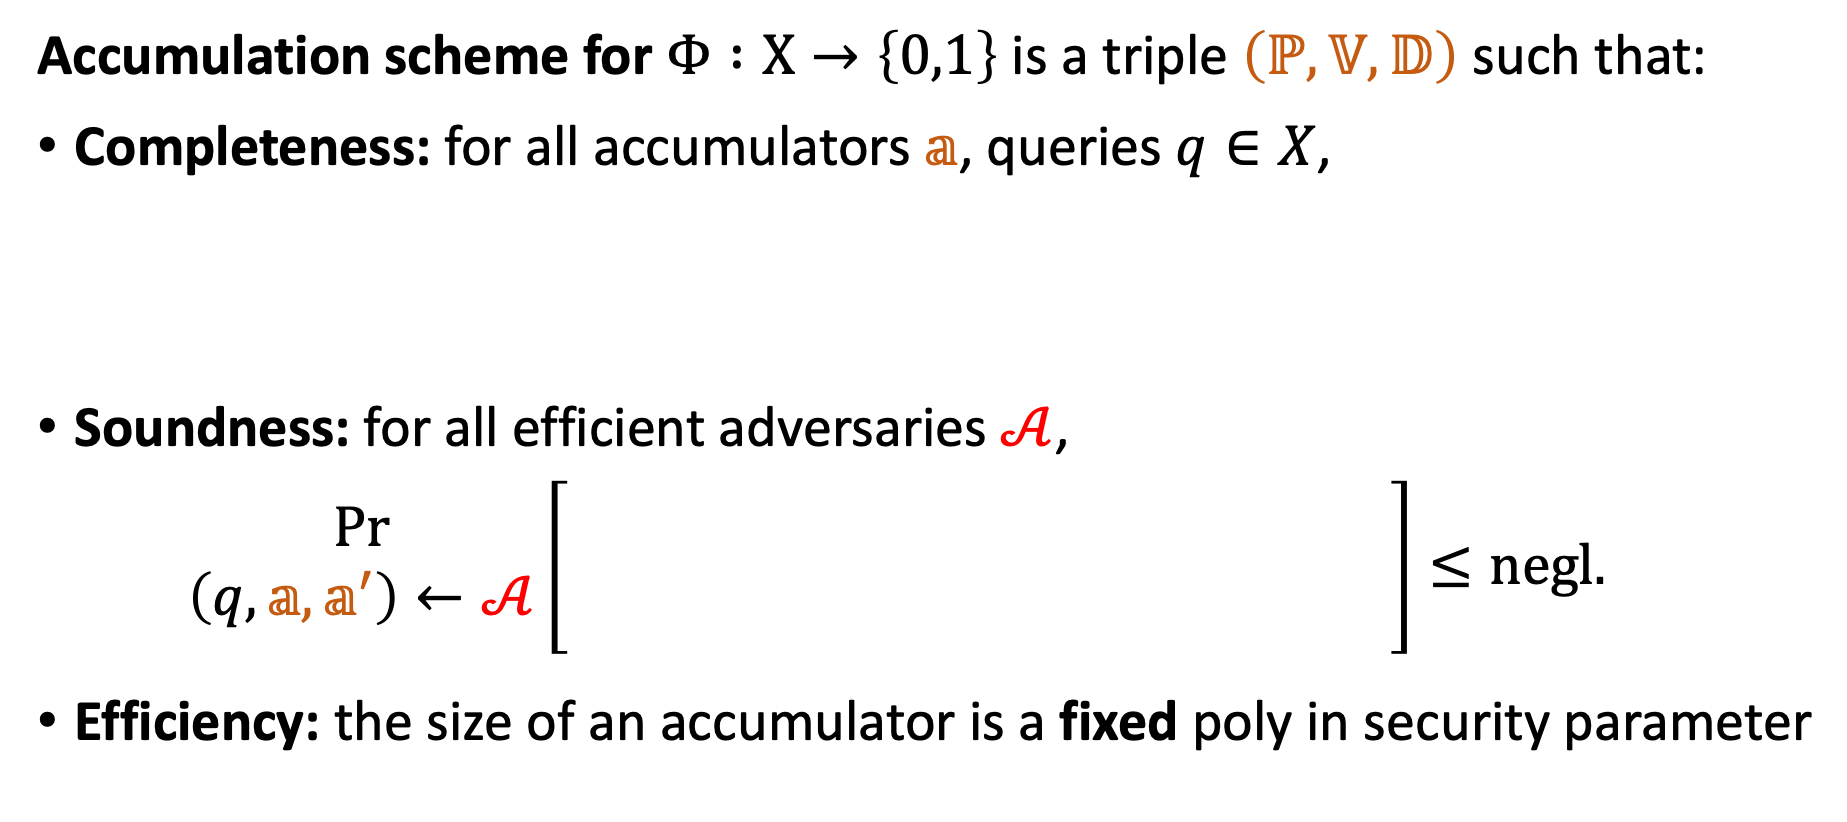 Accumulation scheme for Φ : X → {0,1} is a triple (ℙ, 𝕍, 𝔻) such that:
• Completeness: for all accumulators 𝕒, queries q ∈ X,
• Soundness: for all efficient adversaries 𝒜,
Pr
(q, 𝕒, 𝕒′) ← 𝒜 [ ] ≤ negl.
• Efficiency: the size of an accumulator is a fixed poly in security parameter